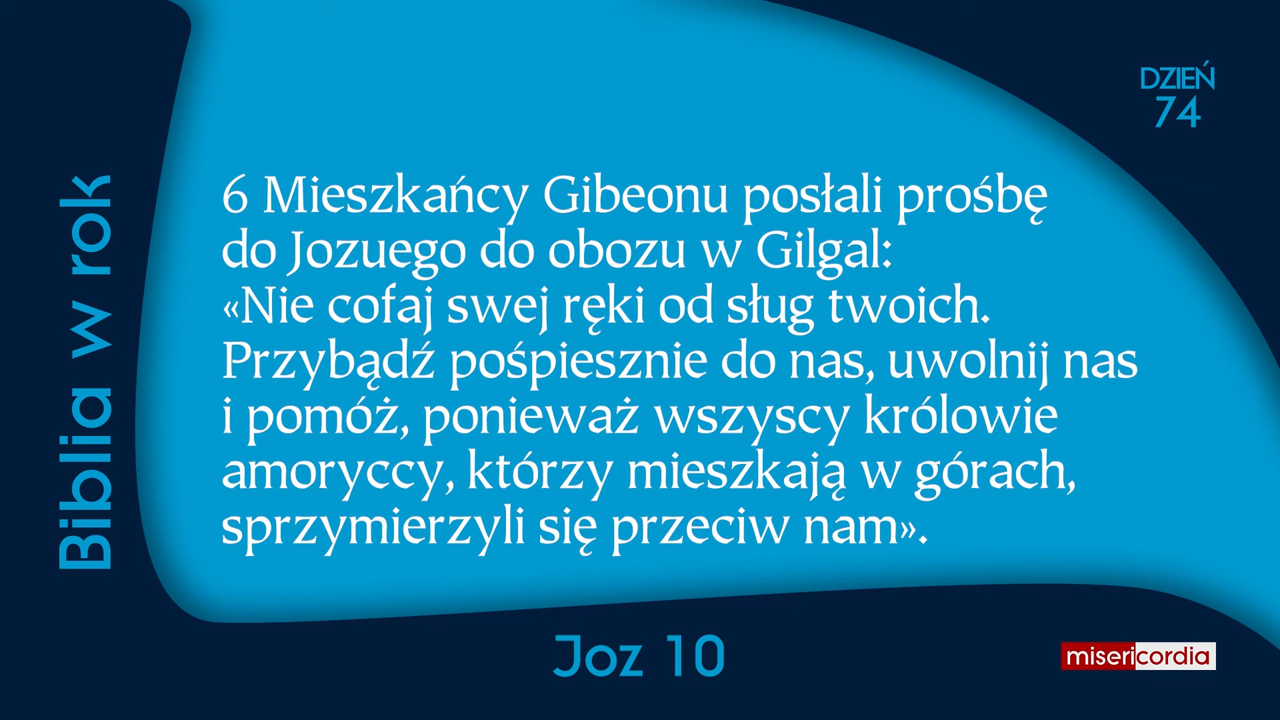 DZIEŃ
74
Biblia w rok
6 Mieszkańcy Gibeonu posłali prośbę
do Jozuego do obozu w Gilgal:
«Nie cofaj swej ręki od sług twoich.
Przybądź pośpiesznie do nas, uwolnij nas
i pomóż, ponieważ wszyscy królowie
amoryccy, którzy mieszkają w górach,
sprzymierzyli się przeciw nam».
Joz 10
misericordia